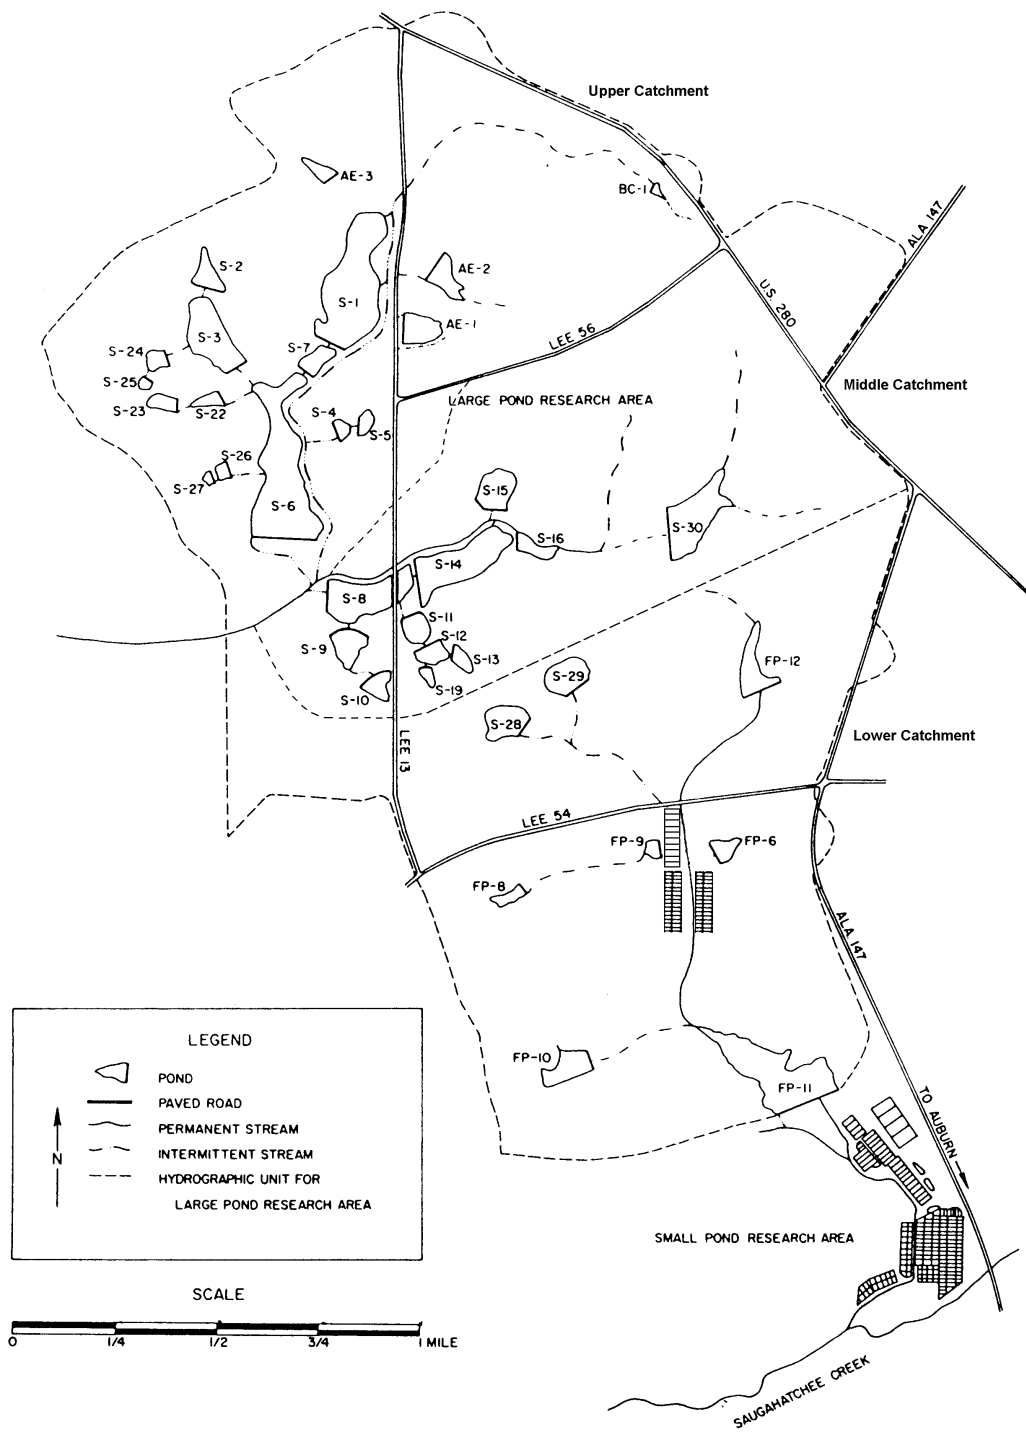 Upper Catchment
AE-3
BC-1
ALA 147
S-2
AE-2
U.S. 280
S-1
S-3
AE-1
LEE 56
S-7
S-24
S-25
S-23
S-22
Middle Catchment
LARGE POND RESEARCH AREA
S-4
S-5
S-26
S-27
S-6
S-15
S-30
S-16
S-14
S-8
S-11
S-9
S-12
S-13
S-10
S-19
FP-12
S-29
S-28
LEE 13
Lower Catchment
LEE 54
FP-9
FP-6
FP-8
ALA 147
FP-10
FP-11
TO AUBURN
LEGEND
POND
PAVED ROAD
PERMANENT STREAM
INTERMITTENT STREAM
HYDROGRAPHIC UNIT FOR
LARGE POND RESEARCH AREA
N
SMALL POND RESEARCH AREA
SCALE
0 1/4 1/2 3/4 1 MILE
SAUGAHATCHEE CREEK